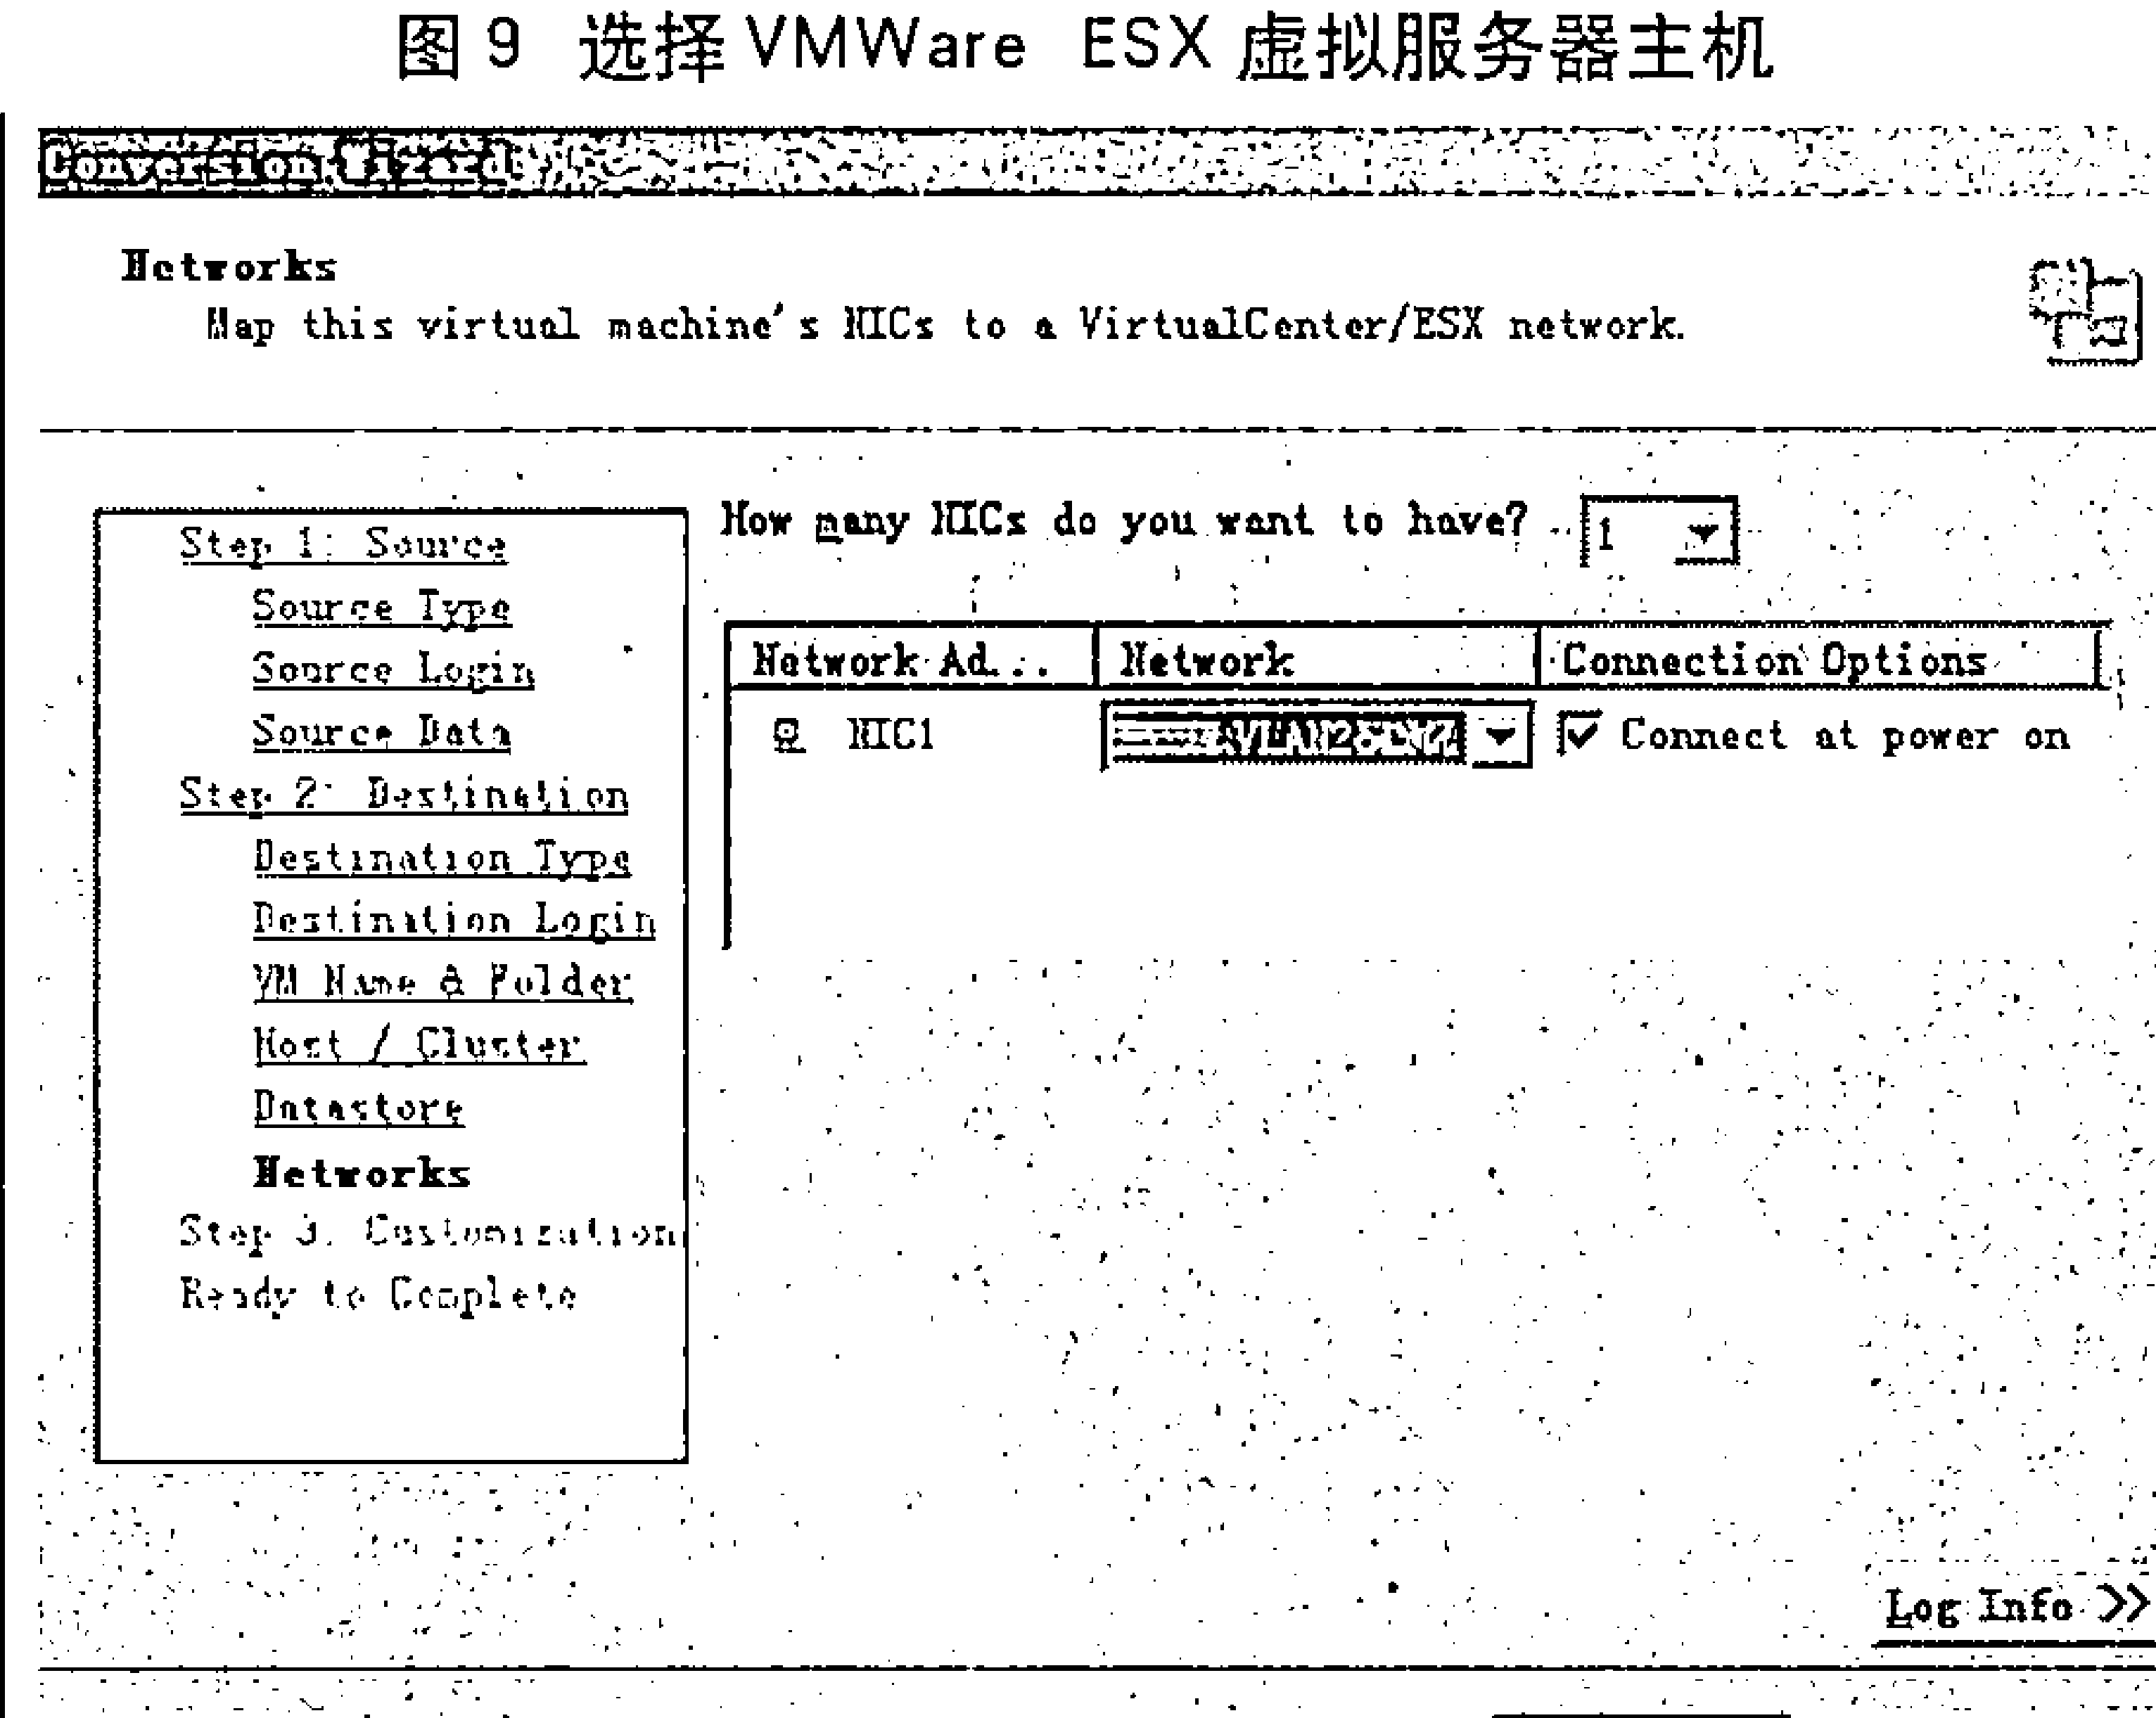 图 9 选择 VMWare ESX 虚拟服务器主机
Conversion Wizard
Networks
Map this virtual machine's NICs to a VirtualCenter/ESX network.
How many NICs do you want to have? 1
Step 1: Source
Source Type
Source Login
Source Data
Step 2: Destination
Destination Type
Destination Login
VM Name & Folder
Host / Cluster
Datastore
Networks
Step 3: Customization
Ready to Complete
Network Ad... Network Connection Options
NIC1 Connect at power on
Log Info >>